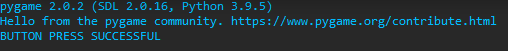 pygame 2.0.2 (SDL 2.0.16, Python 3.9.5)
Hello from the pygame community. https://www.pygame.org/contribute.html
BUTTON PRESS SUCCESSFUL